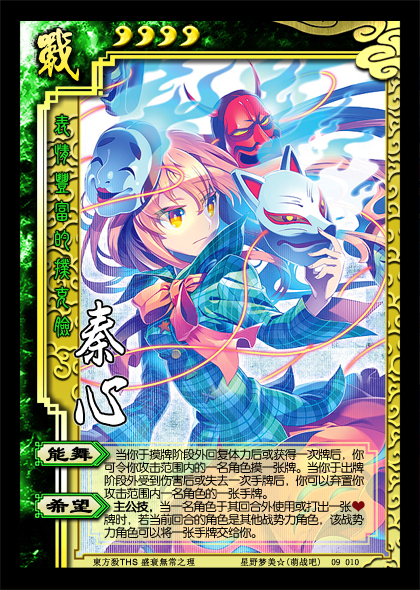 戰
表情豐富的撲克臉
秦心
能舞
当你于摸牌阶段外回复体力后或获得一次牌后，你
可令你攻击范围内的一名角色摸一张牌。当你于出牌
阶段外受到伤害后或失去一次手牌后，你可以弃置你
攻击范围内一名角色的一张手牌。
希望
主公技，当一名角色于其回合外使用或打出一张❤
牌时，若当前回合的角色是其他战势力角色，该战势
力角色可以将一张手牌交给你。
東方殺THS 盛衰無常之理
星野梦美☆(萌战吧)
09 010